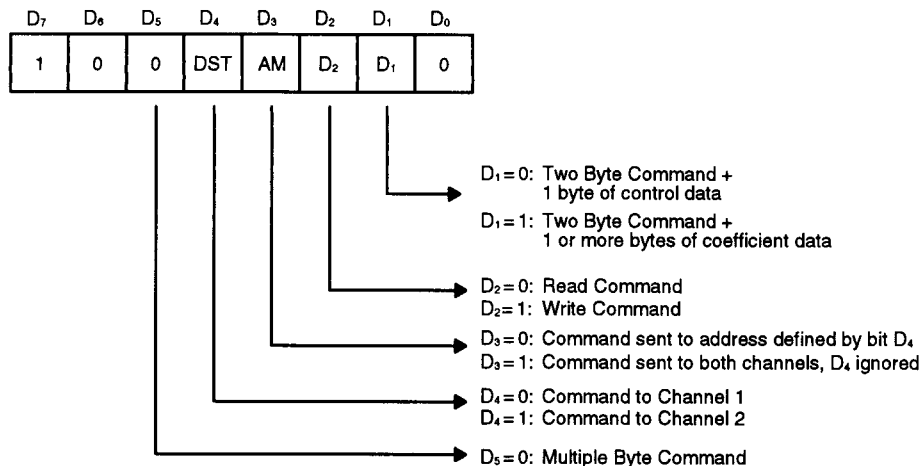 D₇ D₆ D₅ D₄ D₃ D₂ D₁ D₀
1 0 0 DST AM D₂ D₁ 0
D₁ = 0: Two Byte Command +
1 byte of control data
D₁ = 1: Two Byte Command +
1 or more bytes of coefficient data
D₂ = 0: Read Command
D₂ = 1: Write Command
D₃ = 0: Command sent to address defined by bit D₄
D₃ = 1: Command sent to both channels, D₄ ignored
D₄ = 0: Command to Channel 1
D₄ = 1: Command to Channel 2
D₅ = 0: Multiple Byte Command